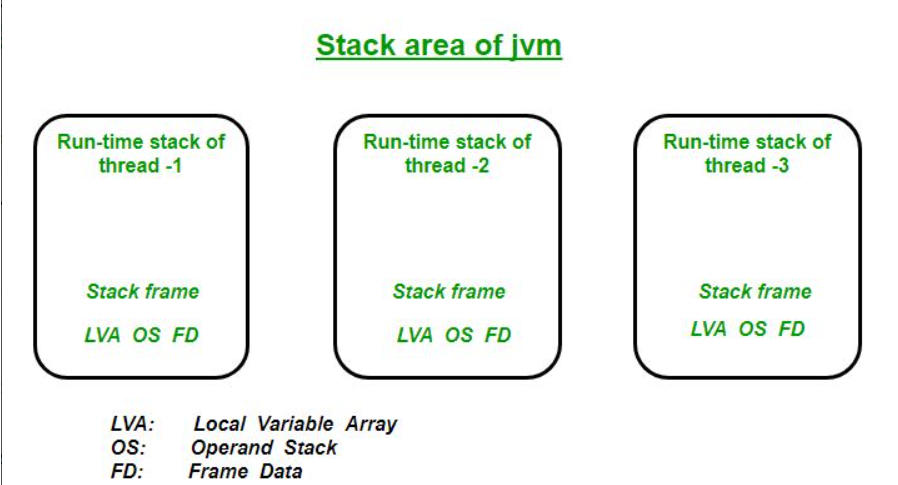 Stack area of jvm
Run-time stack of
thread -1
Stack frame
LVA OS FD
Run-time stack of
thread -2
Stack frame
LVA OS FD
Run-time stack of
thread -3
Stack frame
LVA OS FD
LVA: Local Variable Array
OS: Operand Stack
FD: Frame Data